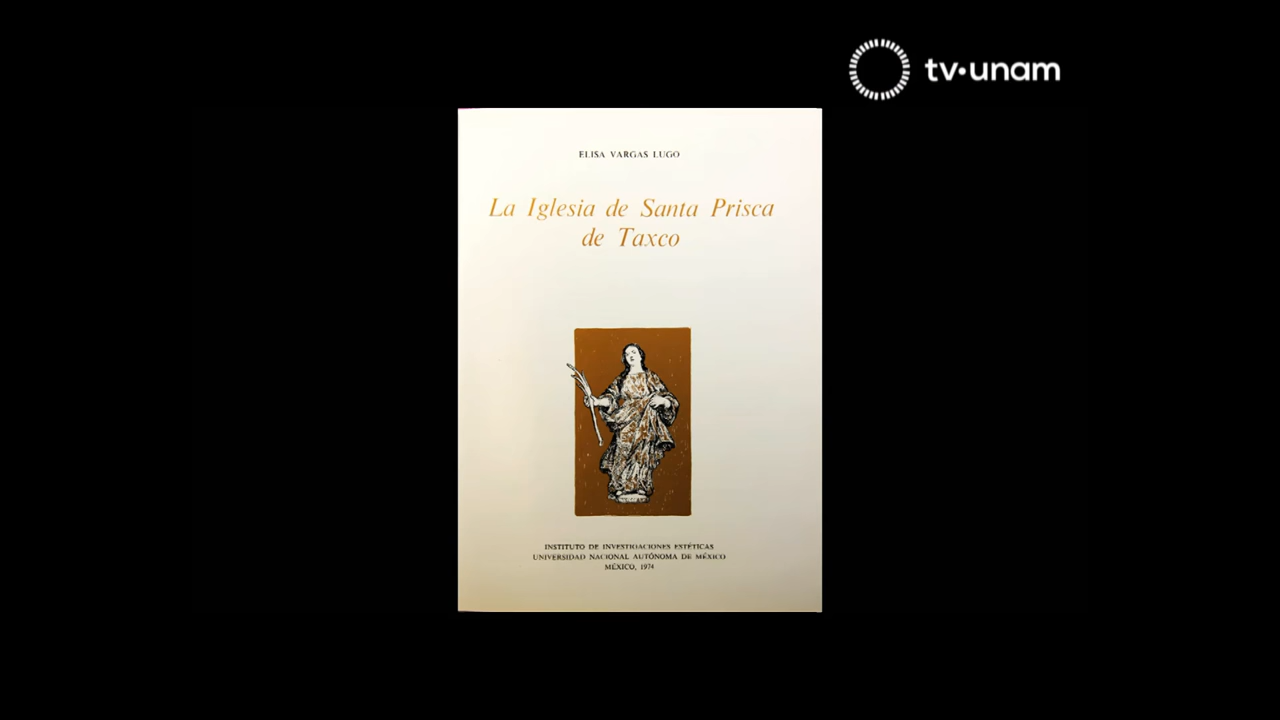 tv·unam
ELISA VARGAS LUGO
La Iglesia de Santa Prisca
de Taxco
INSTITUTO DE INVESTIGACIONES ESTÉTICAS
UNIVERSIDAD NACIONAL AUTÓNOMA DE MÉXICO
MÉXICO, 1974